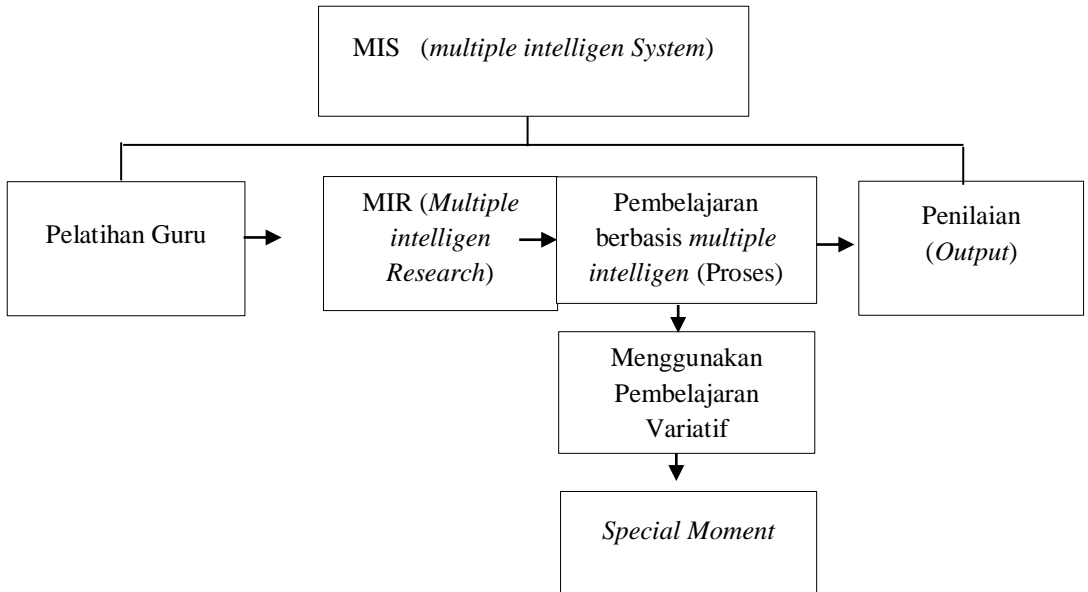 MIS (multiple intelligen System)
Pelatihan Guru
MIR (Multiple
intelligen
Research)
Pembelajaran
berbasis multiple
intelligen (Proses)
Penilaian
(Output)
Menggunakan
Pembelajaran
Variatif
Special Moment